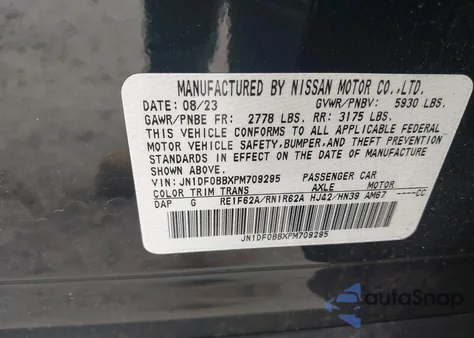 MANUFACTURED BY NISSAN MOTOR CO.,LTD.
DATE: 08/23 GVWR/PNBV: 5930 LBS.
GAWR/PNBE FR: 2778 LBS. RR: 3175 LBS.
THIS VEHICLE CONFORMS TO ALL APPLICABLE FEDERAL
MOTOR VEHICLE SAFETY,BUMPER,AND THEFT PREVENTION
STANDARDS IN EFFECT ON THE DATE OF MANUFACTURE
SHOWN ABOVE.
VIN: JN1DF0BBXPM709295 PASSENGER CAR
COLOR TRIM TRANS AXLE MOTOR
DAP G RE1F62A/RN1R62A HJ42/HN39 AM67 ----CC
JN1DF0BBXPM709295
autaSnap